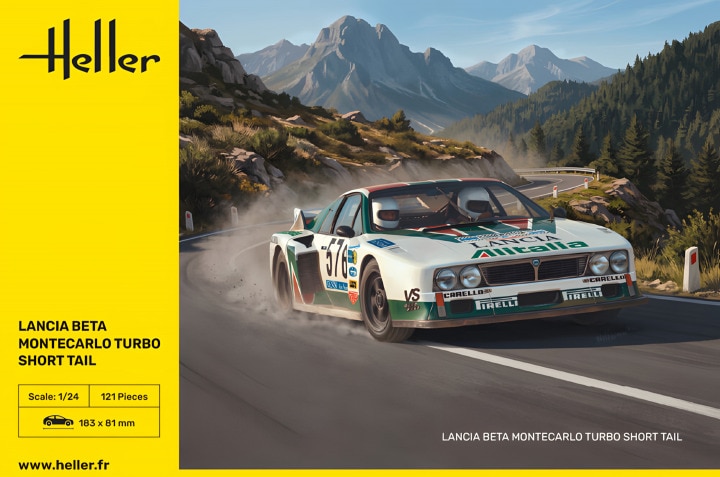 Heller
LANCIA BETA
MONTECARLO TURBO
SHORT TAIL
Scale: 1/24
121 Pieces
183 x 81 mm
www.heller.fr
576
LANCIA
Alitalia
VS
CARELLO
CARELLO
PIRELLI
PIRELLI
LANCIA BETA MONTECARLO TURBO SHORT TAIL